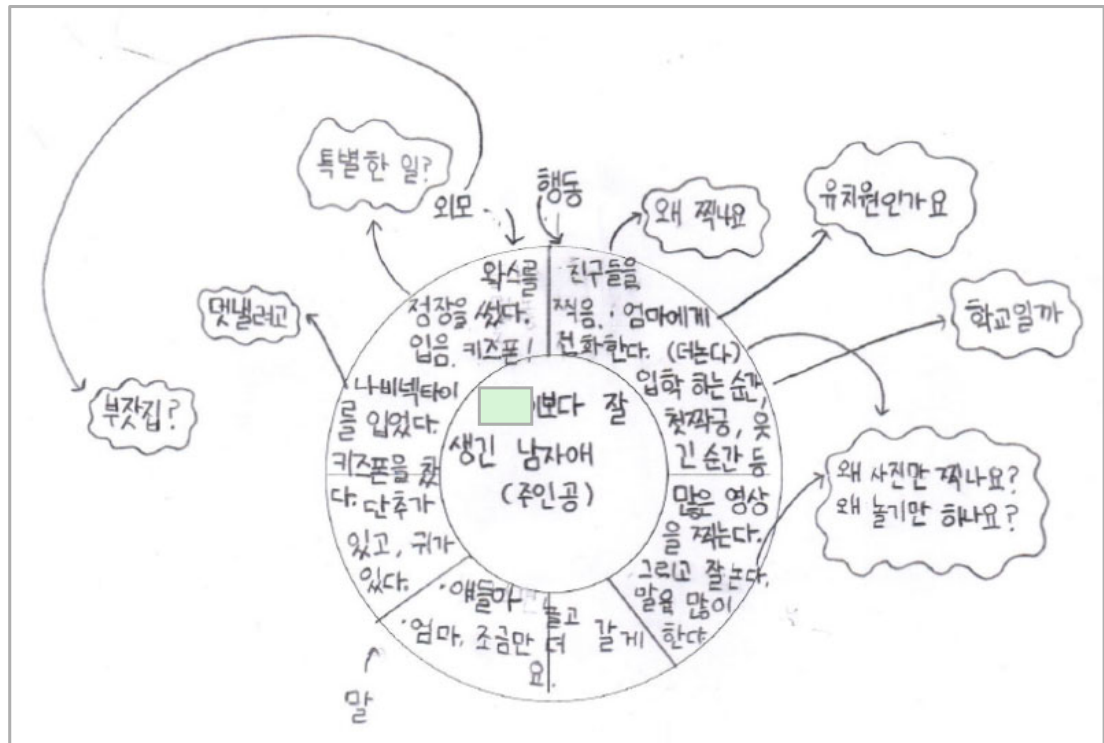 특별한 일?
외모
행동
왜 찍나요
유치원인가요
멋낼려고
학교일까
부잣집?
왁스를
정장을 썼다.
입음. 키즈폰!
나비넥타이
를 입었다.
키즈폰을 찼
다. 단추가
있고, 귀가
있다.
친구들을
찍음. · 엄마에게
전화한다. (더논다)
입학 하는 순간,
첫짝궁, 웃
긴 순간 등
많은 영상
을 찍는다.
그리고 잘논다.
말을 많이
한다
보다 잘
생긴 남자애
(주인공)
왜 사진만 찍나요?
왜 놀기만 하나요?
· 얘들아
· 엄마, 조금만 더 놀고 갈게
요.
말